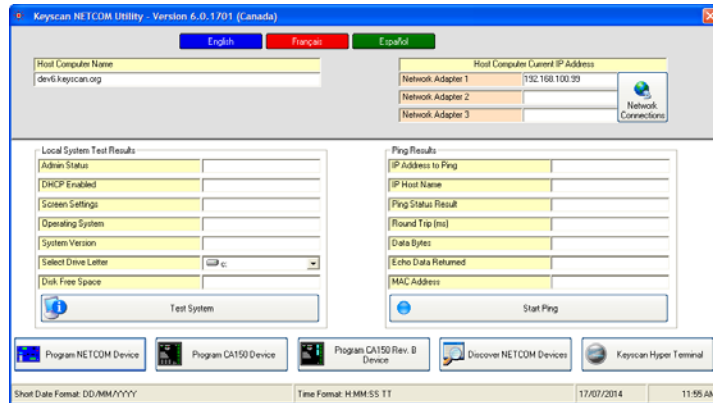 Keyscan NETCOM Utility - Version 6.0.1701 (Canada)
English Français Español
Host Computer Name
dev6.keyscan.org
Host Computer Current IP Address
Network Adapter 1 192.168.100.99
Network Adapter 2
Network Adapter 3
Network Connections
Local System Test Results
Admin Status
DHCP Enabled
Screen Settings
Operating System
System Version
Select Drive Letter c:
Disk Free Space
Test System
Ping Results
IP Address to Ping
IP Host Name
Ping Status Result
Round Trip (ms)
Data Bytes
Echo Data Returned
MAC Address
Start Ping
Program NETCOM Device
Program CA150 Device
Program CA150 Rev. B Device
Discover NETCOM Devices
Keyscan Hyper Terminal
Short Date Format: DD/MM/YYYY Time Format: H:MM:SS TT 17/07/2014 11:55 AM